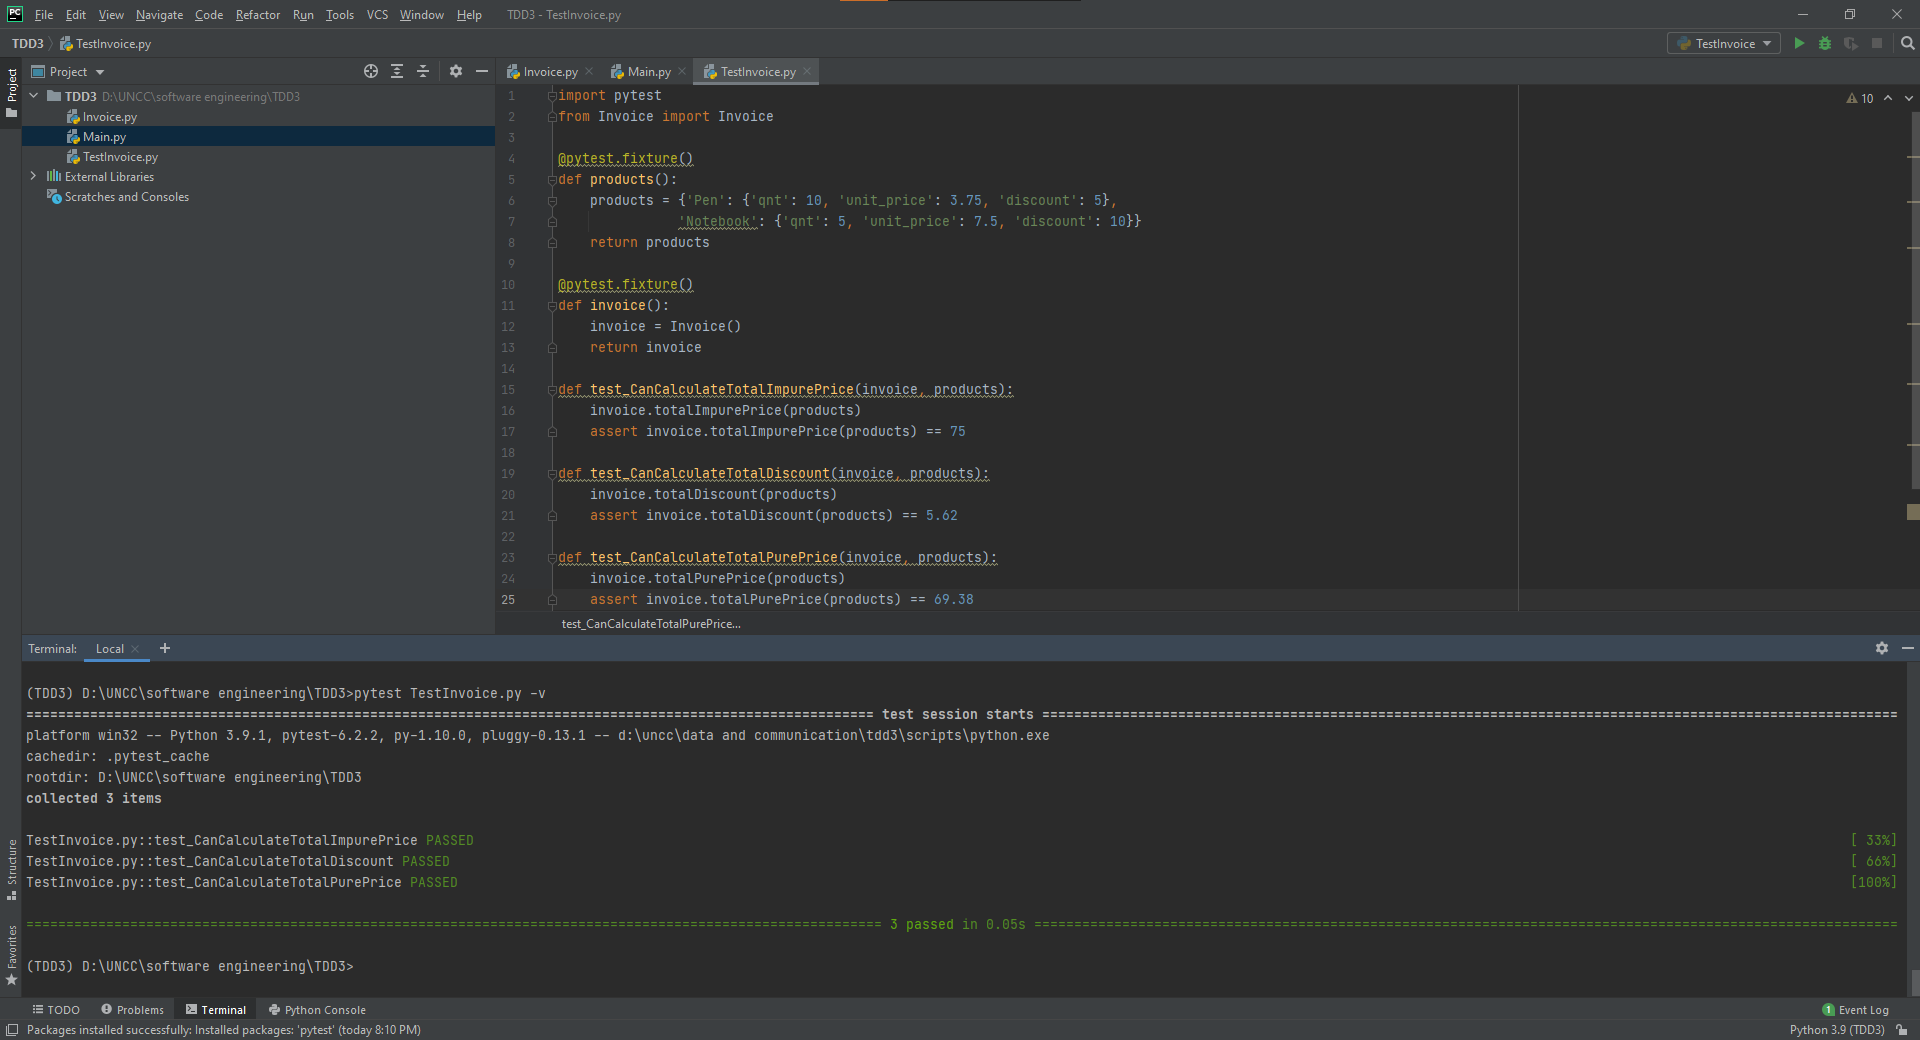 PC File Edit View Navigate Code Refactor Run Tools VCS Window Help TDD3 - TestInvoice.py
TDD3 TestInvoice.py TestInvoice
Project
Project
Invoice.py Main.py TestInvoice.py
TDD3 D:\UNCC\software engineering\TDD3
Invoice.py
Main.py
TestInvoice.py
External Libraries
Scratches and Consoles
10
1 import pytest
2 from Invoice import Invoice
3
4 @pytest.fixture()
5 def products():
6 products = {'Pen': {'qnt': 10, 'unit_price': 3.75, 'discount': 5},
7 'Notebook': {'qnt': 5, 'unit_price': 7.5, 'discount': 10}}
8 return products
9
10 @pytest.fixture()
11 def invoice():
12 invoice = Invoice()
13 return invoice
14
15 def test_CanCalculateTotalImpurePrice(invoice, products):
16 invoice.totalImpurePrice(products)
17 assert invoice.totalImpurePrice(products) == 75
18
19 def test_CanCalculateTotalDiscount(invoice, products):
20 invoice.totalDiscount(products)
21 assert invoice.totalDiscount(products) == 5.62
22
23 def test_CanCalculateTotalPurePrice(invoice, products):
24 invoice.totalPurePrice(products)
25 assert invoice.totalPurePrice(products) == 69.38
test_CanCalculateTotalPurePrice...
Terminal: Local +
(TDD3) D:\UNCC\software engineering\TDD3>pytest TestInvoice.py -v
========== test session starts ==========
platform win32 -- Python 3.9.1, pytest-6.2.2, py-1.10.0, pluggy-0.13.1 -- d:\uncc\data and communication\tdd3\scripts\python.exe
cachedir: .pytest_cache
rootdir: D:\UNCC\software engineering\TDD3
collected 3 items
TestInvoice.py::test_CanCalculateTotalImpurePrice PASSED [ 33%]
TestInvoice.py::test_CanCalculateTotalDiscount PASSED [ 66%]
TestInvoice.py::test_CanCalculateTotalPurePrice PASSED [100%]
========== 3 passed in 0.05s ==========
(TDD3) D:\UNCC\software engineering\TDD3>
Structure
Favorites
TODO Problems Terminal Python Console 1 Event Log
Packages installed successfully: Installed packages: 'pytest' (today 8:10 PM) Python 3.9 (TDD3)